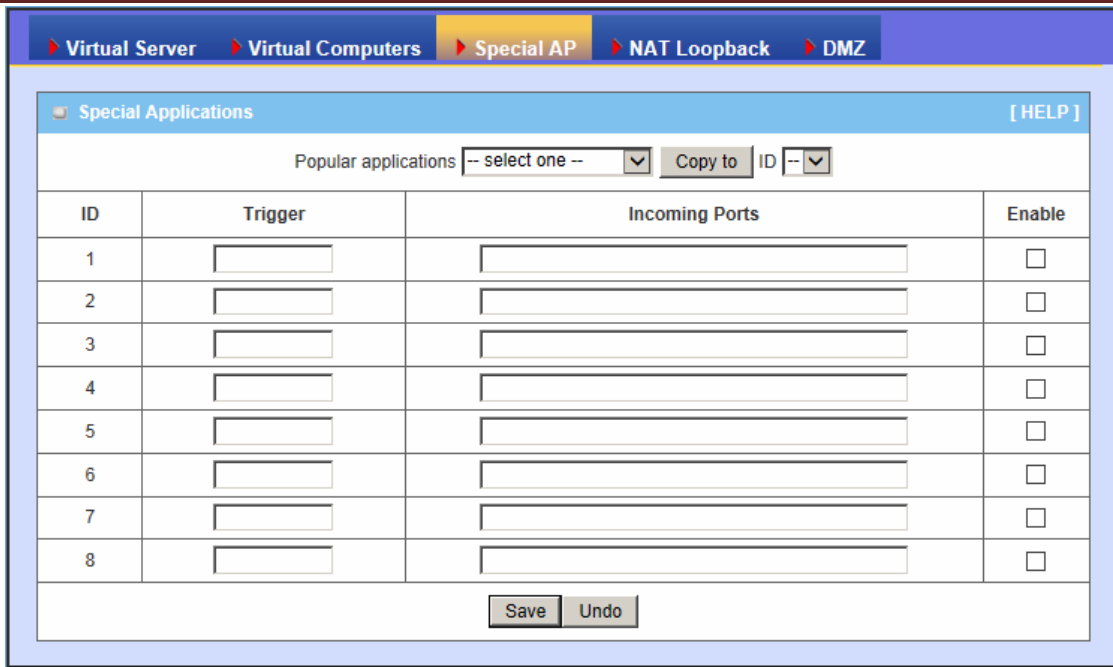 Virtual Server Virtual Computers Special AP NAT Loopback DMZ
Special Applications [ HELP ]
Popular applications -- select one -- Copy to ID --
ID Trigger Incoming Ports Enable
1
2
3
4
5
6
7
8
Save Undo